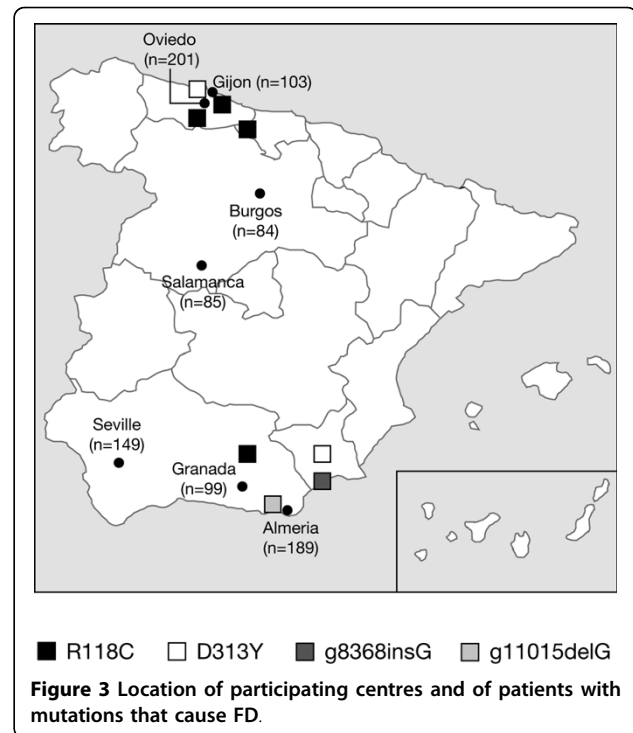 Oviedo
(n=201)
Gijon (n=103)
Burgos
(n=84)
Salamanca
(n=85)
Seville
(n=149)
Granada
(n=99)
Almeria
(n=189)
R118C D313Y g8368insG g11015delG
Figure 3 Location of participating centres and of patients with
mutations that cause FD.